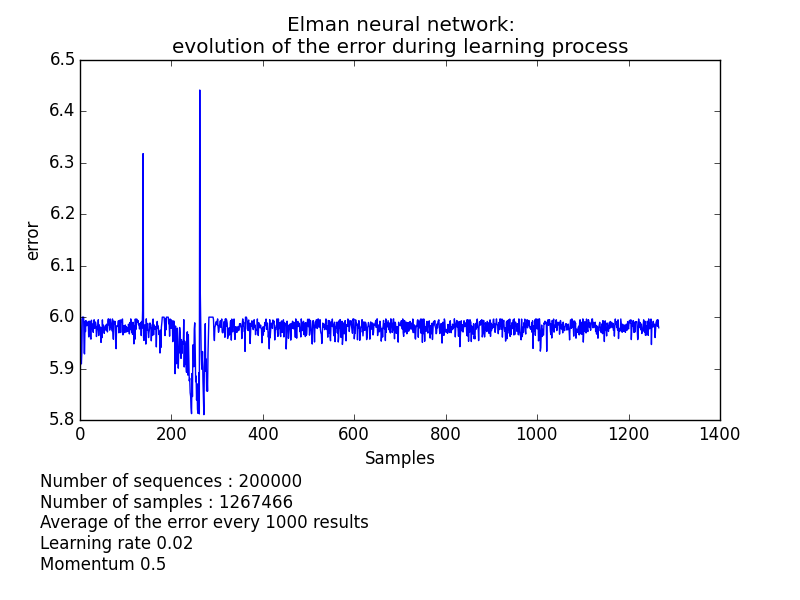 Elman neural network:
evolution of the error during learning process
6.5
6.4
6.3
6.2
6.1
6.0
5.9
5.8
error
0 200 400 600 800 1000 1200 1400
Samples
Number of sequences : 200000
Number of samples : 1267466
Average of the error every 1000 results
Learning rate 0.02
Momentum 0.5